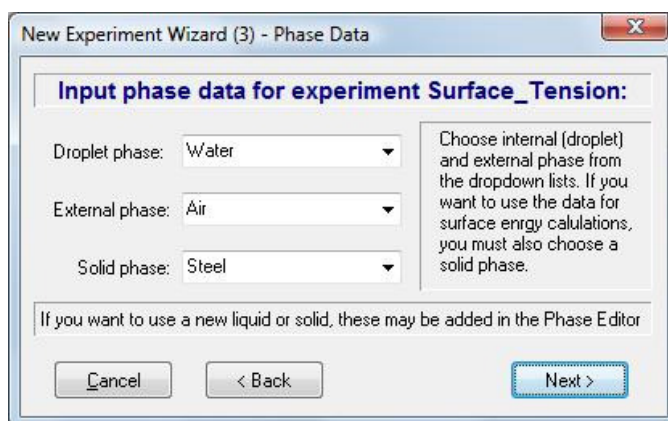 New Experiment Wizard (3) - Phase Data
Input phase data for experiment Surface_Tension:
Droplet phase: Water
External phase: Air
Solid phase: Steel
Choose internal (droplet)
and external phase from
the dropdown lists. If you
want to use the data for
surface enrgy calulations,
you must also choose a
solid phase.
If you want to use a new liquid or solid, these may be added in the Phase Editor
Cancel
< Back
Next >